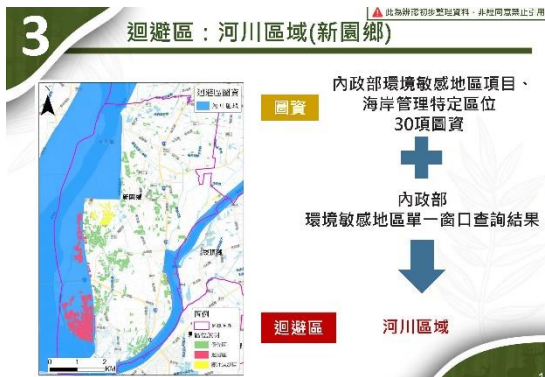 此為辦理初步整理資料，非經同意禁止引用
3
迴避區：河川區域(新園鄉)
迴避區圖資
河川區域
新園鄉
圖例
0 1 2
KM
圖資
內政部環境敏感地區項目、
海岸管理特定區位
30項圖資
內政部
環境敏感地區單一窗口查詢結果
迴避區
河川區域